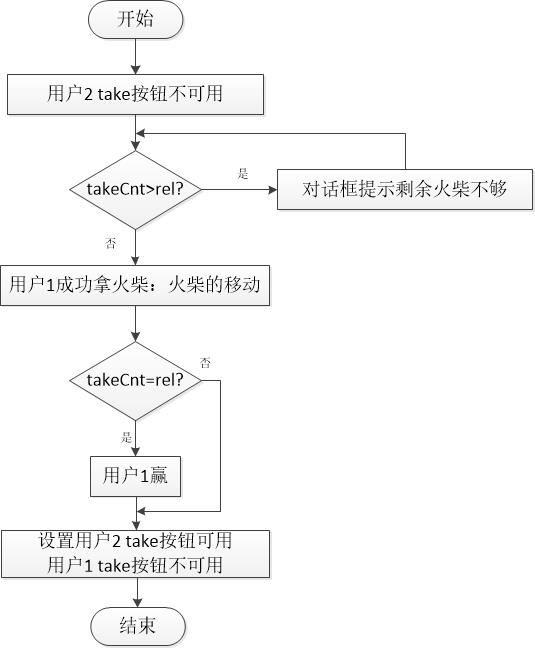 开始
用户2 take按钮不可用
takeCnt>rel?
是
对话框提示剩余火柴不够
否
用户1成功拿火柴：火柴的移动
takeCnt=rel?
否
是
用户1赢
设置用户2 take按钮可用
用户1 take按钮不可用
结束